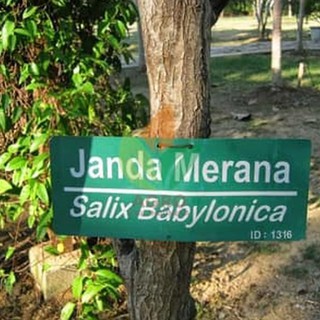 Janda Merana
Salix Babylonica
ID : 1316